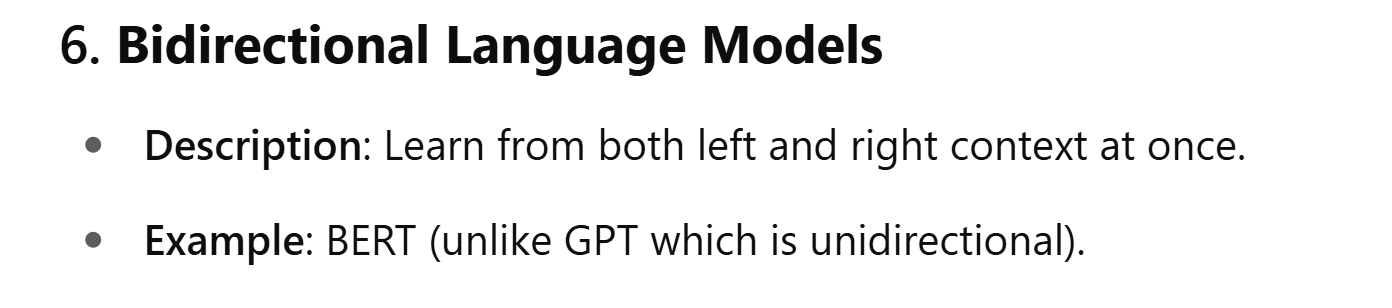 6. Bidirectional Language Models
• Description: Learn from both left and right context at once.
• Example: BERT (unlike GPT which is unidirectional).